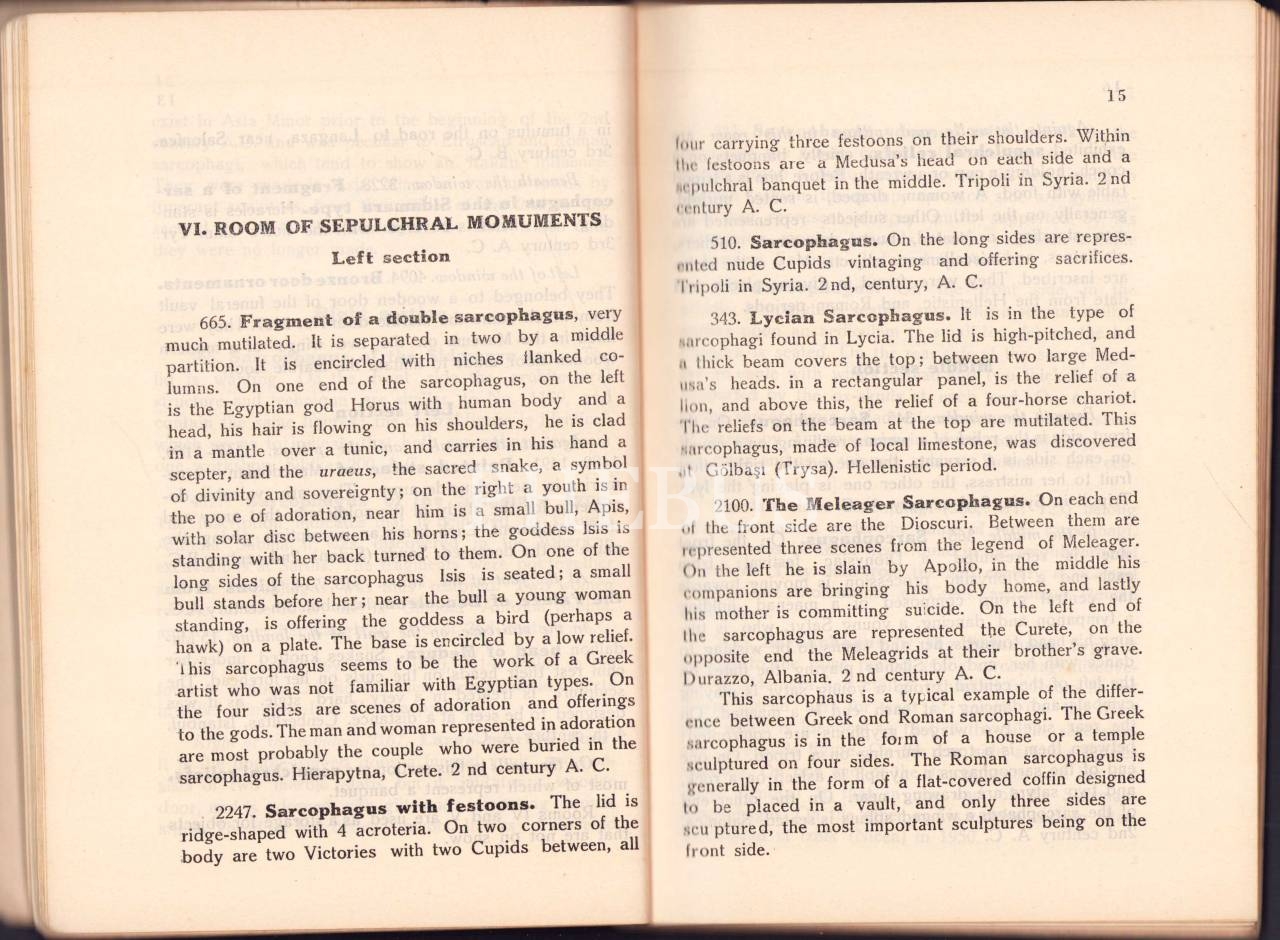 VI. ROOM OF SEPULCHRAL MOMUMENTS
Left section
665. Fragment of a double sarcophagus, very
much mutilated. It is separated in two by a middle
partition. It is encircled with niches flanked co-
lumns. On one end of the sarcophagus, on the left
is the Egyptian god Horus with human body and a
head, his hair is flowing on his shoulders, he is clad
in a mantle over a tunic, and carries in his hand a
scepter, and the uraeus, the sacred snake, a symbol
of divinity and sovereignty; on the right a youth is in
the po e of adoration, near him is a small bull, Apis,
with solar disc between his horns; the goddess Isis is
standing with her back turned to them. On one of the
long sides of the sarcophagus Isis is seated; a small
bull stands before her; near the bull a young woman
standing, is offering the goddess a bird (perhaps a
hawk) on a plate. The base is encircled by a low relief.
This sarcophagus seems to be the work of a Greek
artist who was not familiar with Egyptian types. On
the four sides are scenes of adoration and offerings
to the gods. The man and woman represented in adoration
are most probably the couple who were buried in the
sarcophagus. Hierapytna, Crete. 2 nd century A. C.
2247. Sarcophagus with festoons. The lid is
ridge-shaped with 4 acroteria. On two corners of the
body are two Victories with two Cupids between, all
15
four carrying three festoons on their shoulders. Within
the festoons are a Medusa's head on each side and a
sepulchral banquet in the middle. Tripoli in Syria. 2 nd
century A. C.
510. Sarcophagus. On the long sides are repres-
ented nude Cupids vintaging and offering sacrifices.
Tripoli in Syria. 2 nd, century, A. C.
343. Lycian Sarcophagus. It is in the type of
sarcophagi found in Lycia. The lid is high-pitched, and
a thick beam covers the top; between two large Med-
usa's heads. in a rectangular panel, is the relief of a
lion, and above this, the relief of a four-horse chariot.
The reliefs on the beam at the top are mutilated. This
sarcophagus, made of local limestone, was discovered
at Gölbaşı (Trysa). Hellenistic period.
2100. The Meleager Sarcophagus. On each end
of the front side are the Dioscuri. Between them are
represented three scenes from the legend of Meleager.
On the left he is slain by Apollo, in the middle his
companions are bringing his body home, and lastly
his mother is committing suicide. On the left end of
the sarcophagus are represented the Curete, on the
opposite end the Meleagrids at their brother's grave.
Durazzo, Albania. 2 nd century A. C.
This sarcophaus is a typical example of the differ-
ence between Greek ond Roman sarcophagi. The Greek
sarcophagus is in the form of a house or a temple
sculptured on four sides. The Roman sarcophagus is
generally in the form of a flat-covered coffin designed
to be placed in a vault, and only three sides are
scu ptured, the most important sculptures being on the
front side.